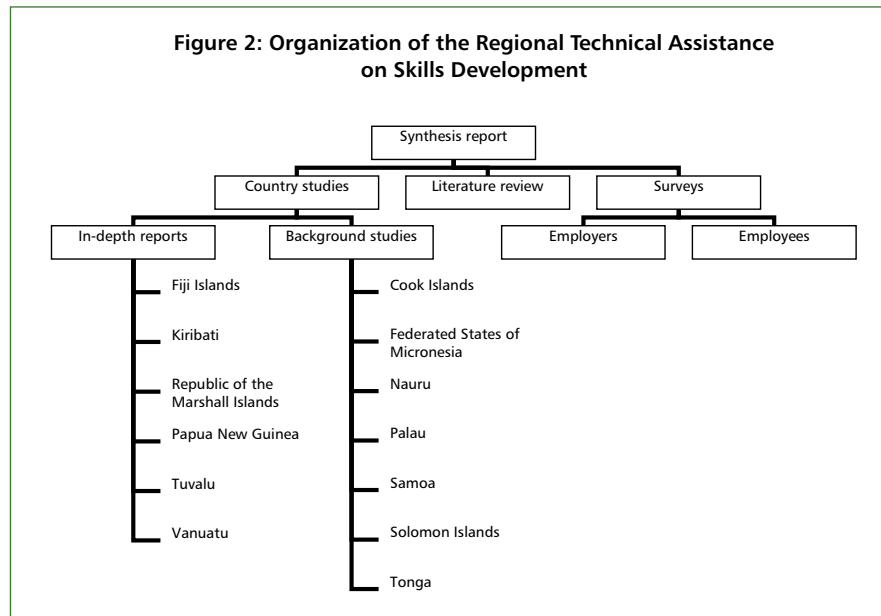 Figure 2: Organization of the Regional Technical Assistance
on Skills Development
Synthesis report
Country studies
Literature review
Surveys
In-depth reports
Background studies
Employers
Employees
Fiji Islands
Kiribati
Republic of the
Marshall Islands
Papua New Guinea
Tuvalu
Vanuatu
Cook Islands
Federated States of
Micronesia
Nauru
Palau
Samoa
Solomon Islands
Tonga